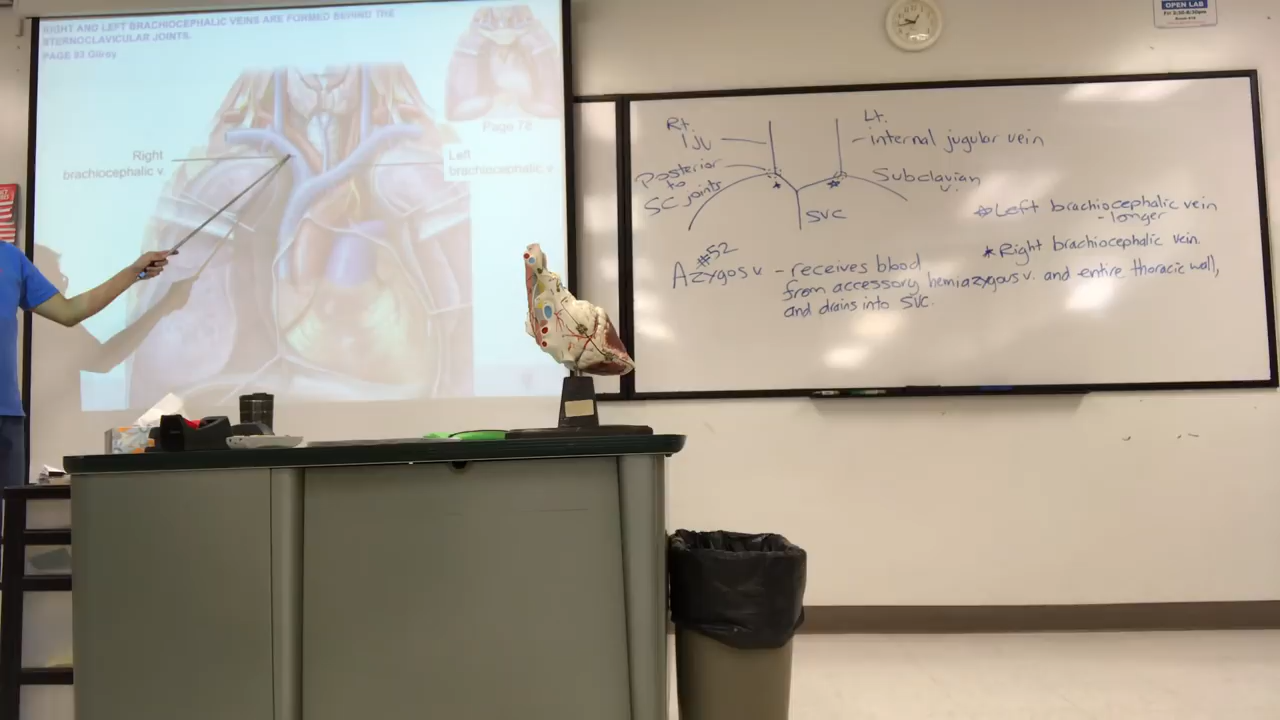 RIGHT AND LEFT BRACHIOCEPHALIC VEINS ARE FORMED BEHIND THE
STERNOCLAVICULAR JOINTS.
PAGE 93 Gilroy
Page 78
Right
brachiocephalic v.
Left
brachiocephalic v.
OPEN LAB
Rt.
IJV
Posterior
to
SC joints
Lt.
internal jugular vein
Subclavian
v.
SVC
Left brachiocephalic vein
- longer
* Right brachiocephalic vein.
#52
Azygos v - receives blood
from accessory hemiazygous v. and entire thoracic wall,
and drains into SVC.